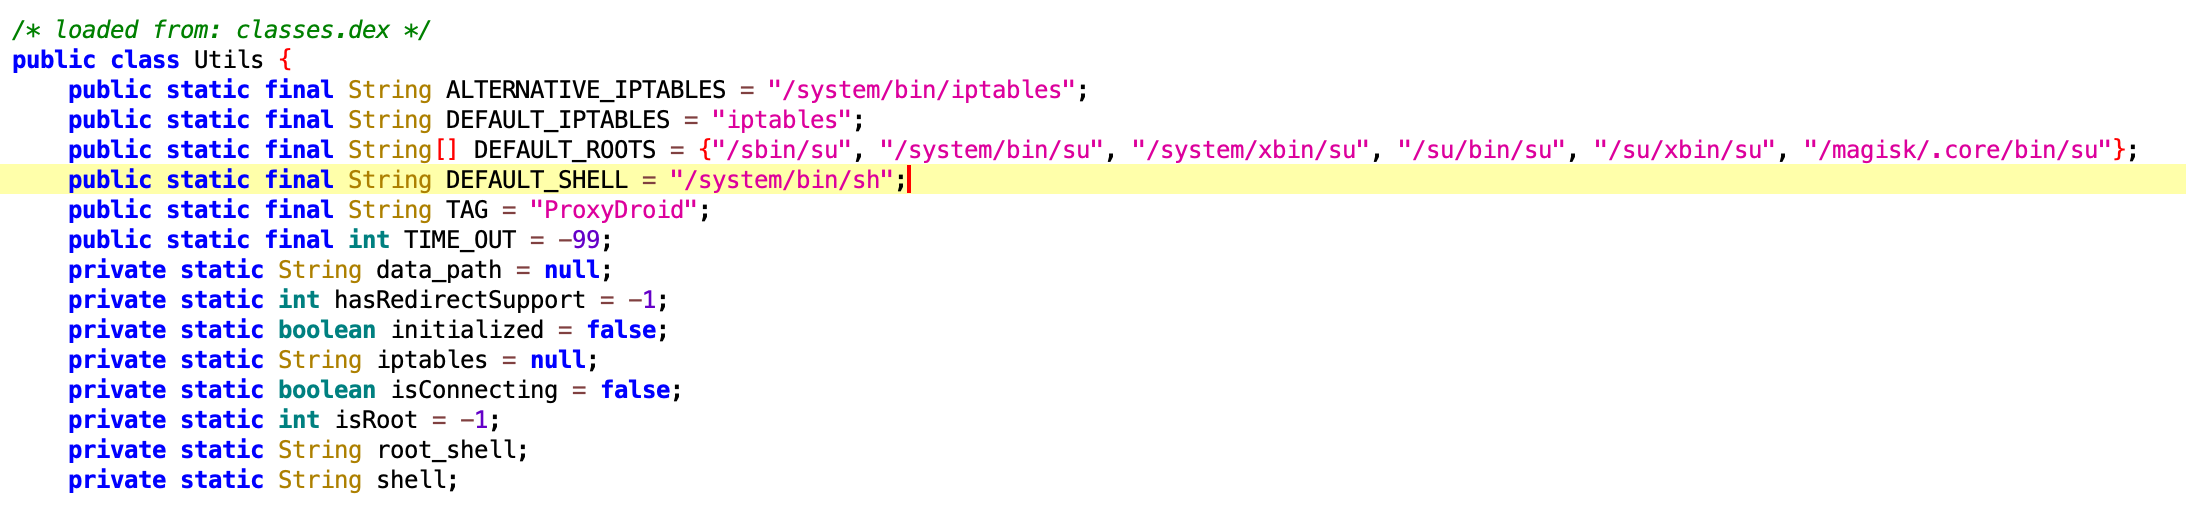 /* loaded from: classes.dex */
public class Utils {
    public static final String ALTERNATIVE_IPTABLES = "/system/bin/iptables";
    public static final String DEFAULT_IPTABLES = "iptables";
    public static final String[] DEFAULT_ROOTS = {"/sbin/su", "/system/bin/su", "/system/xbin/su", "/su/bin/su", "/su/xbin/su", "/magisk/.core/bin/su"};
    public static final String DEFAULT_SHELL = "/system/bin/sh";
    public static final String TAG = "ProxyDroid";
    public static final int TIME_OUT = -99;
    private static String data_path = null;
    private static int hasRedirectSupport = -1;
    private static boolean initialized = false;
    private static String iptables = null;
    private static boolean isConnecting = false;
    private static int isRoot = -1;
    private static String root_shell;
    private static String shell;